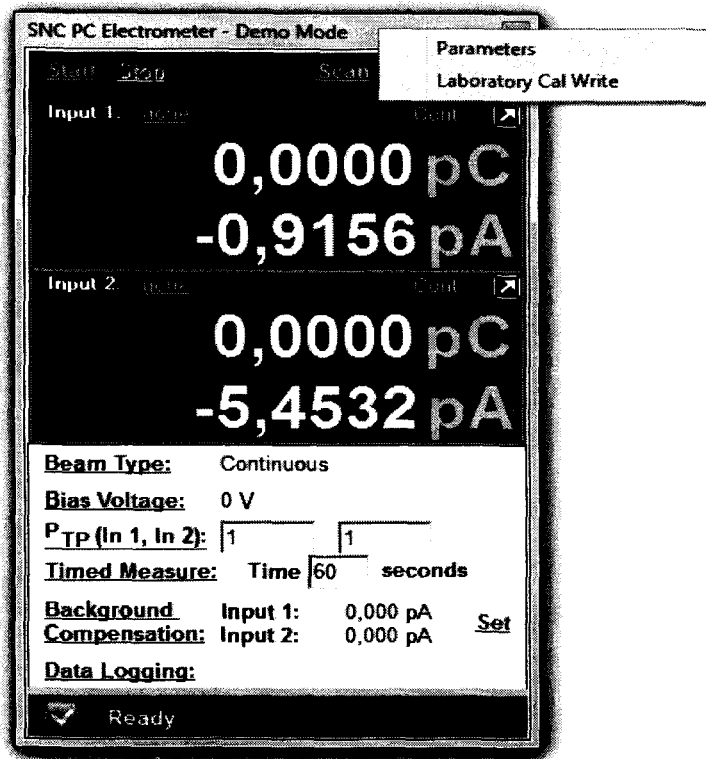 SNC PC Electrometer - Demo Mode
Parameters
Laboratory Cal Write
Start Stop Scan
Input 1: none Cont
0,0000 pC
-0,9156 pA
Input 2: none Cont
0,0000 pC
-5,4532 pA
Beam Type: Continuous
Bias Voltage: 0 V
PTP (In 1, In 2): 1 1
Timed Measure: Time 60 seconds
Background Input 1: 0,000 pA
Compensation: Input 2: 0,000 pA Set
Data Logging:
Ready